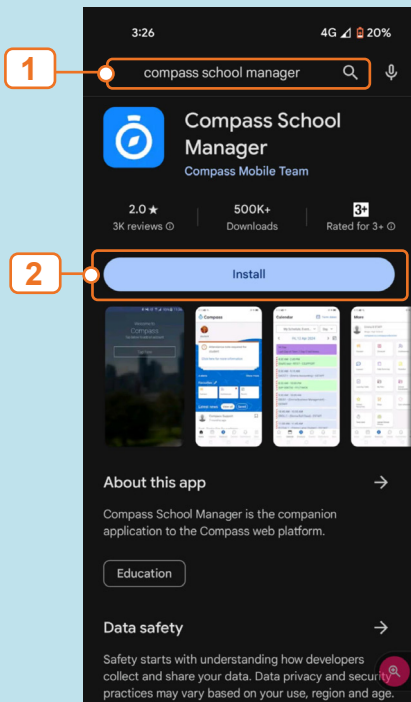 3:26
4G 20%
1
compass school manager
Compass School
Manager
Compass Mobile Team
2.0 ★
500K+
3+
3K reviews
Downloads
Rated for 3+
2
Install
Compass
Calendar
More
About this app
Compass School Manager is the companion
application to the Compass web platform.
Education
Data safety
Safety starts with understanding how developers
collect and share your data. Data privacy and security
practices may vary based on your use, region and age.